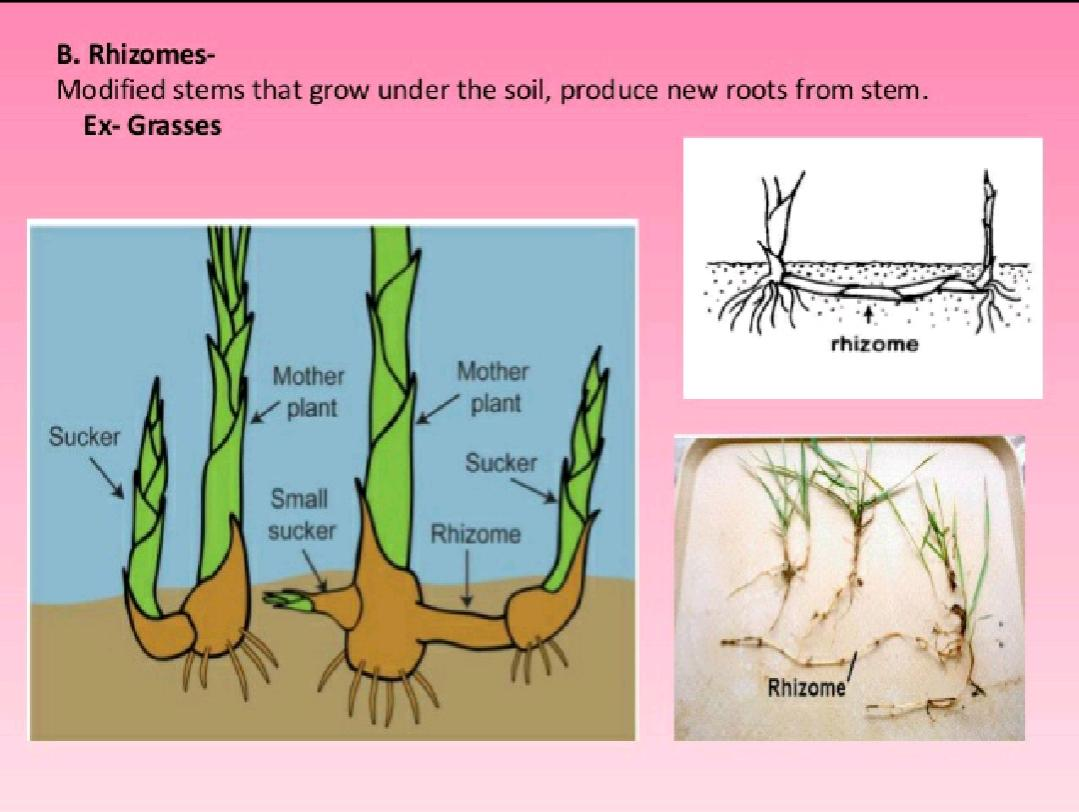 B. Rhizomes-
Modified stems that grow under the soil, produce new roots from stem.
Ex- Grasses
Mother
plant
Mother
plant
Sucker
Sucker
Small
sucker
Rhizome
rhizome
Rhizome